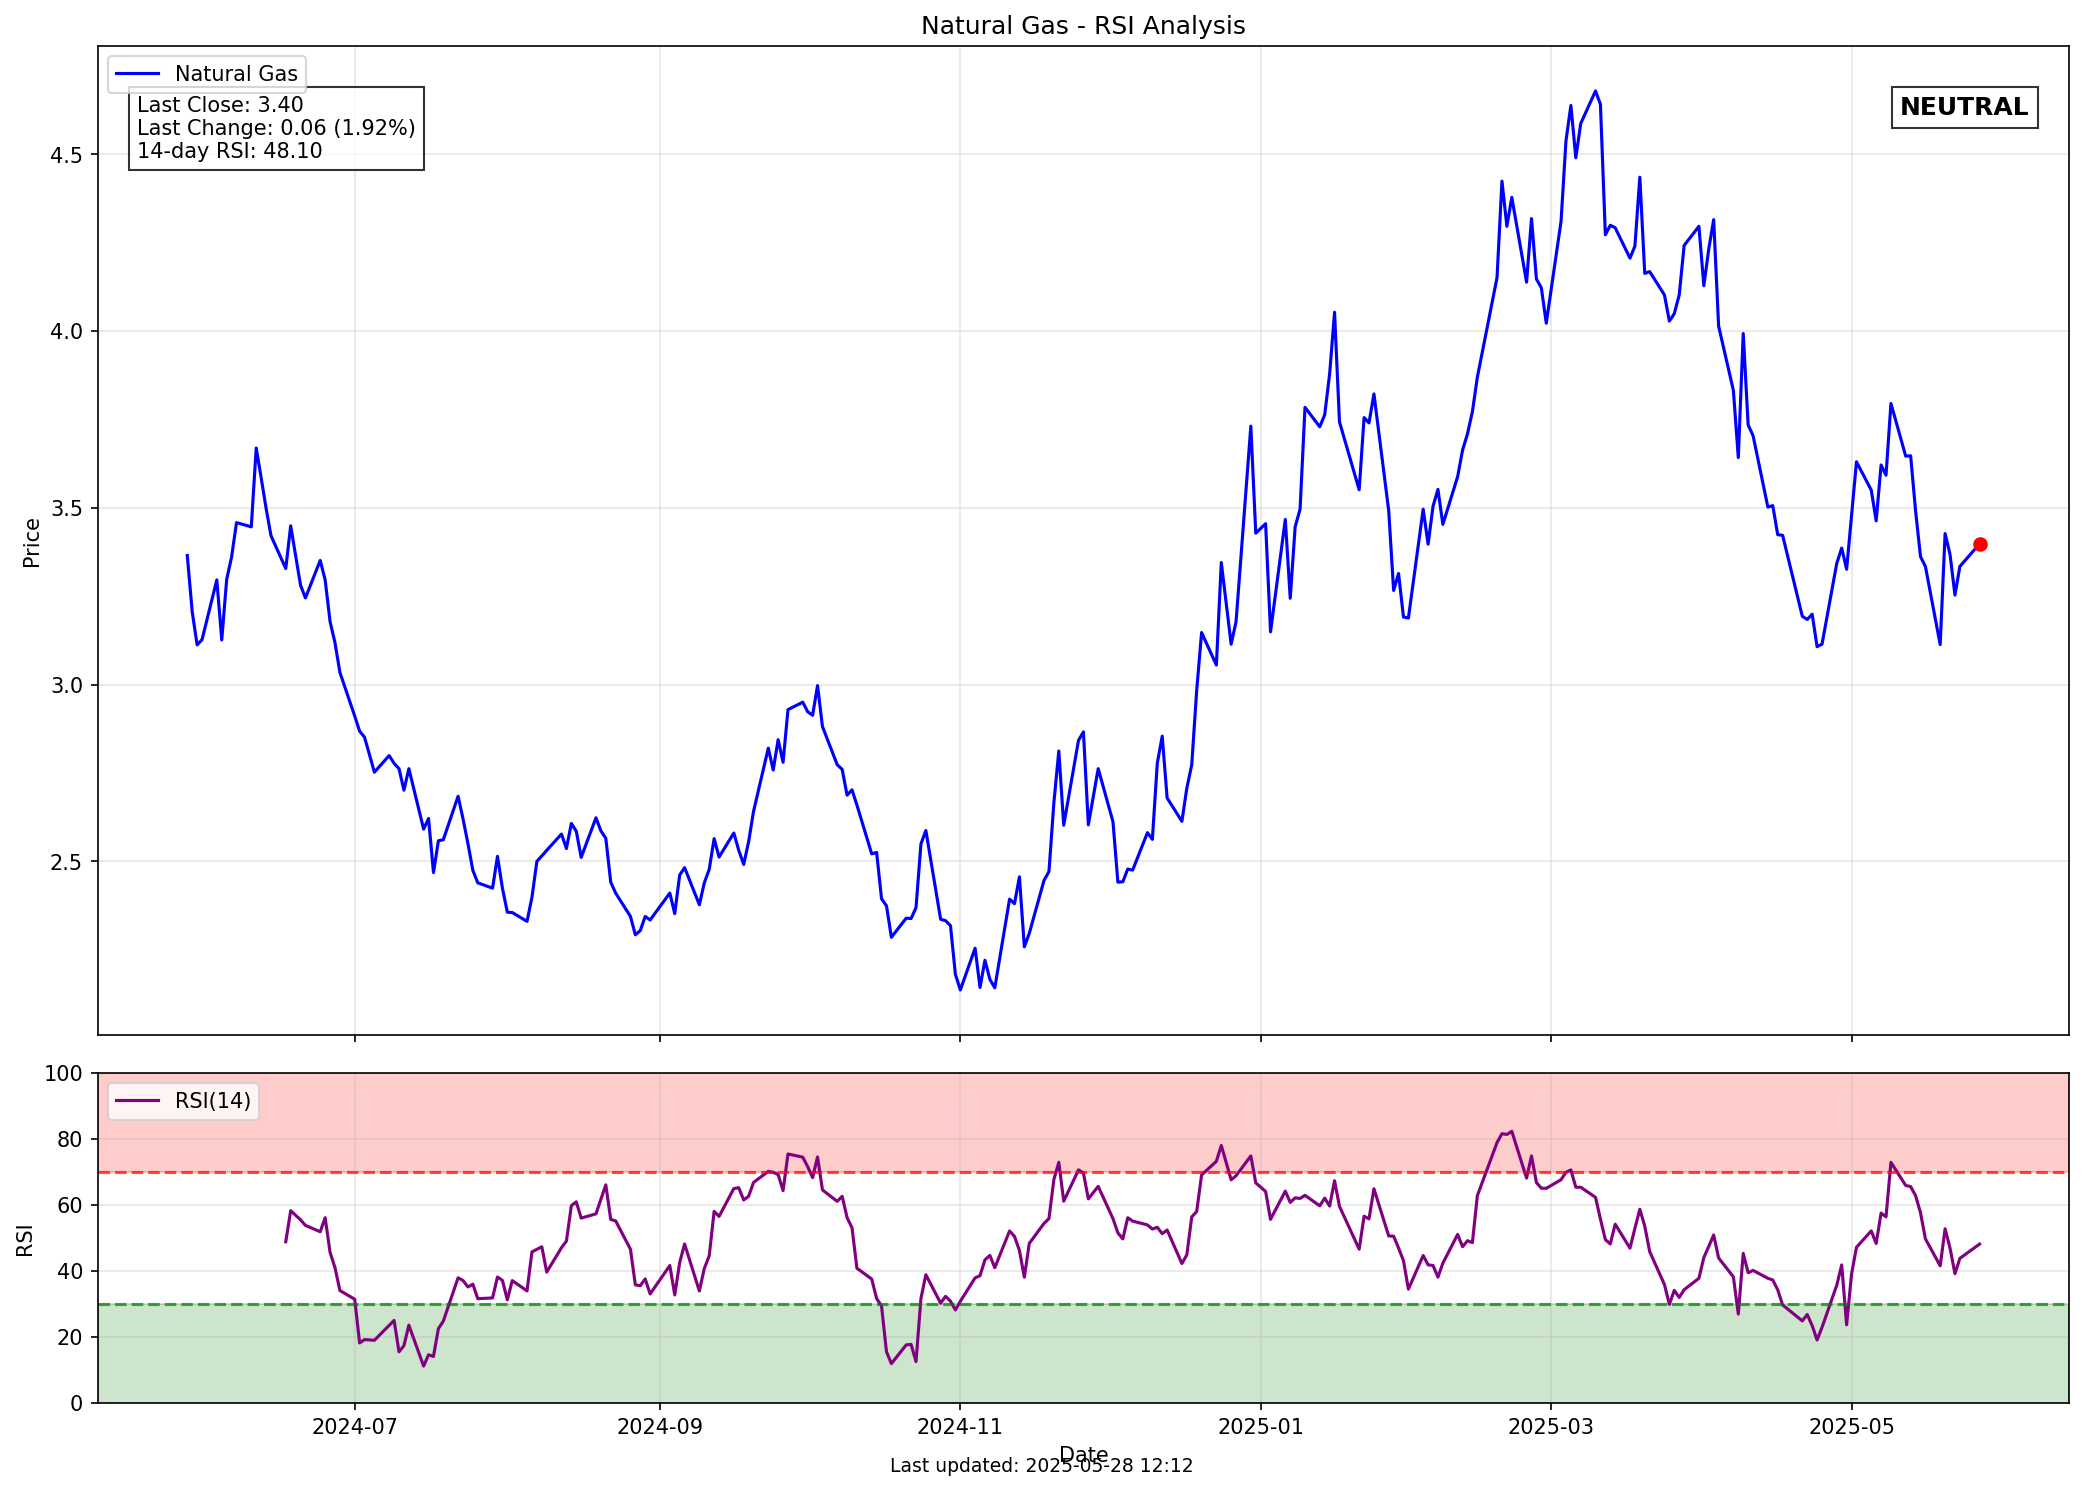 Natural Gas - RSI Analysis
Natural Gas
Last Close: 3.40
Last Change: 0.06 (1.92%)
14-day RSI: 48.10
NEUTRAL
Price
4.5
4.0
3.5
3.0
2.5
RSI(14)
RSI
100
80
60
40
20
0
2024-07
2024-09
2024-11
2025-01
2025-03
2025-05
Date
Last updated: 2025-05-28 12:12